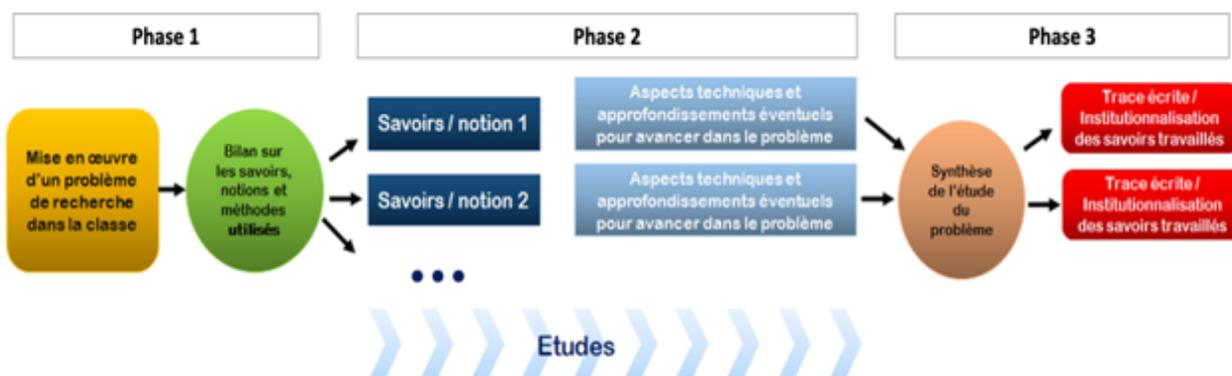 Phase 1
Phase 2
Phase 3
Mise en œuvre
d'un problème
de recherche
dans la classe
Bilan sur
les savoirs,
notions et
méthodes
utilisés
Savoirs / notion 1
Aspects techniques et
approfondissements éventuels
pour avancer dans le problème
Savoirs / notion 2
Aspects techniques et
approfondissements éventuels
pour avancer dans le problème
...
Etudes
Synthèse
de l'étude
du
problème
Trace écrite /
Institutionnalisation
des savoirs travaillés
Trace écrite /
Institutionnalisation
des savoirs travaillés